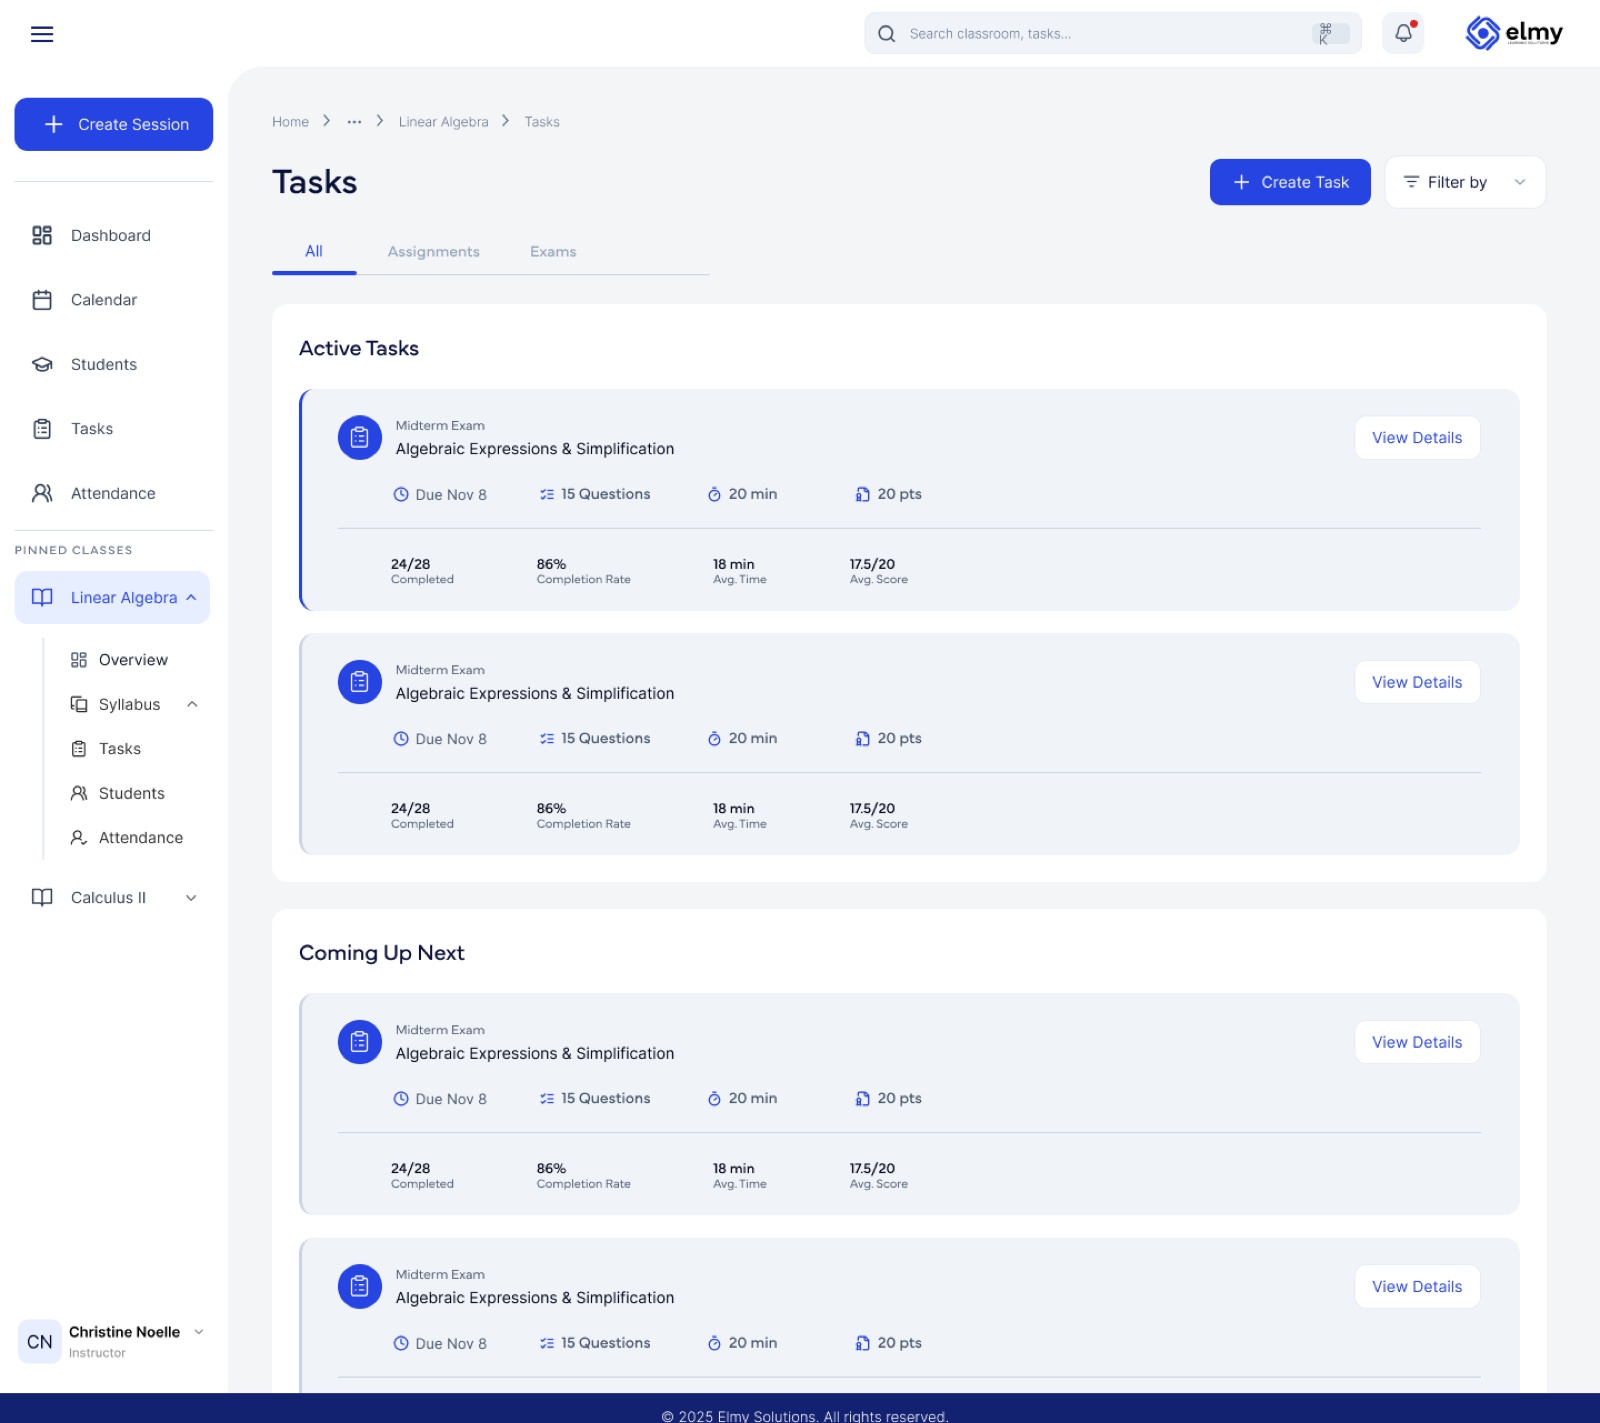 Search classroom, tasks...
⌘ K
elmy
LEARNING SOLUTIONS
Create Session
Dashboard
Calendar
Students
Tasks
Attendance
PINNED CLASSES
Linear Algebra
Overview
Syllabus
Tasks
Students
Attendance
Calculus II
CN
Christine Noelle
Instructor
Home > ... > Linear Algebra > Tasks
Tasks
Create Task
Filter by
All
Assignments
Exams
Active Tasks
Midterm Exam
Algebraic Expressions & Simplification
View Details
Due Nov 8
15 Questions
20 min
20 pts
24/28
Completed
86%
Completion Rate
18 min
Avg. Time
17.5/20
Avg. Score
Midterm Exam
Algebraic Expressions & Simplification
View Details
Due Nov 8
15 Questions
20 min
20 pts
24/28
Completed
86%
Completion Rate
18 min
Avg. Time
17.5/20
Avg. Score
Coming Up Next
Midterm Exam
Algebraic Expressions & Simplification
View Details
Due Nov 8
15 Questions
20 min
20 pts
24/28
Completed
86%
Completion Rate
18 min
Avg. Time
17.5/20
Avg. Score
Midterm Exam
Algebraic Expressions & Simplification
View Details
Due Nov 8
15 Questions
20 min
20 pts
© 2025 Elmy Solutions. All rights reserved.